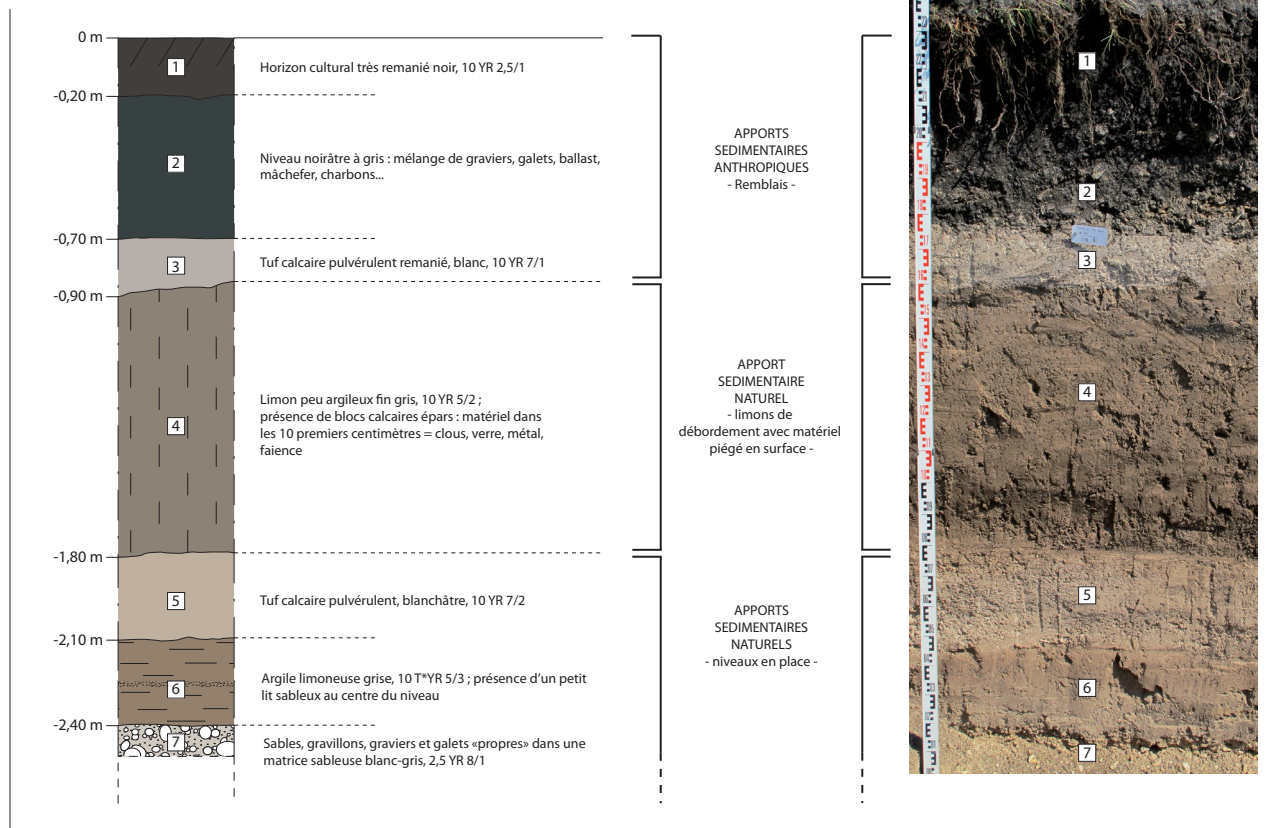 0 m
1
Horizon cultural très remanié noir, 10 YR 2,5/1
-0,20 m
2
Niveau noirâtre à gris : mélange de graviers, galets, ballast,
mâchefer, charbons...
-0,70 m
3
Tuf calcaire pulvérulent remanié, blanc, 10 YR 7/1
-0,90 m
4
Limon peu argileux fin gris, 10 YR 5/2 ;
présence de blocs calcaires épars : matériel dans
les 10 premiers centimètres = clous, verre, métal,
faience
-1,80 m
5
Tuf calcaire pulvérulent, blanchâtre, 10 YR 7/2
-2,10 m
6
Argile limoneuse grise, 10 T*YR 5/3 ; présence d'un petit
lit sableux au centre du niveau
-2,40 m
7
Sables, gravillons, graviers et galets «propres» dans une
matrice sableuse blanc-gris, 2,5 YR 8/1
APPORTS
SEDIMENTAIRES
ANTHROPIQUES
- Remblais -
APPORT
SEDIMENTAIRE
NATUREL
- limons de
débordement avec matériel
piégé en surface -
APPORTS
SEDIMENTAIRES
NATURELS
- niveaux en place -
1
2
3
4
5
6
7